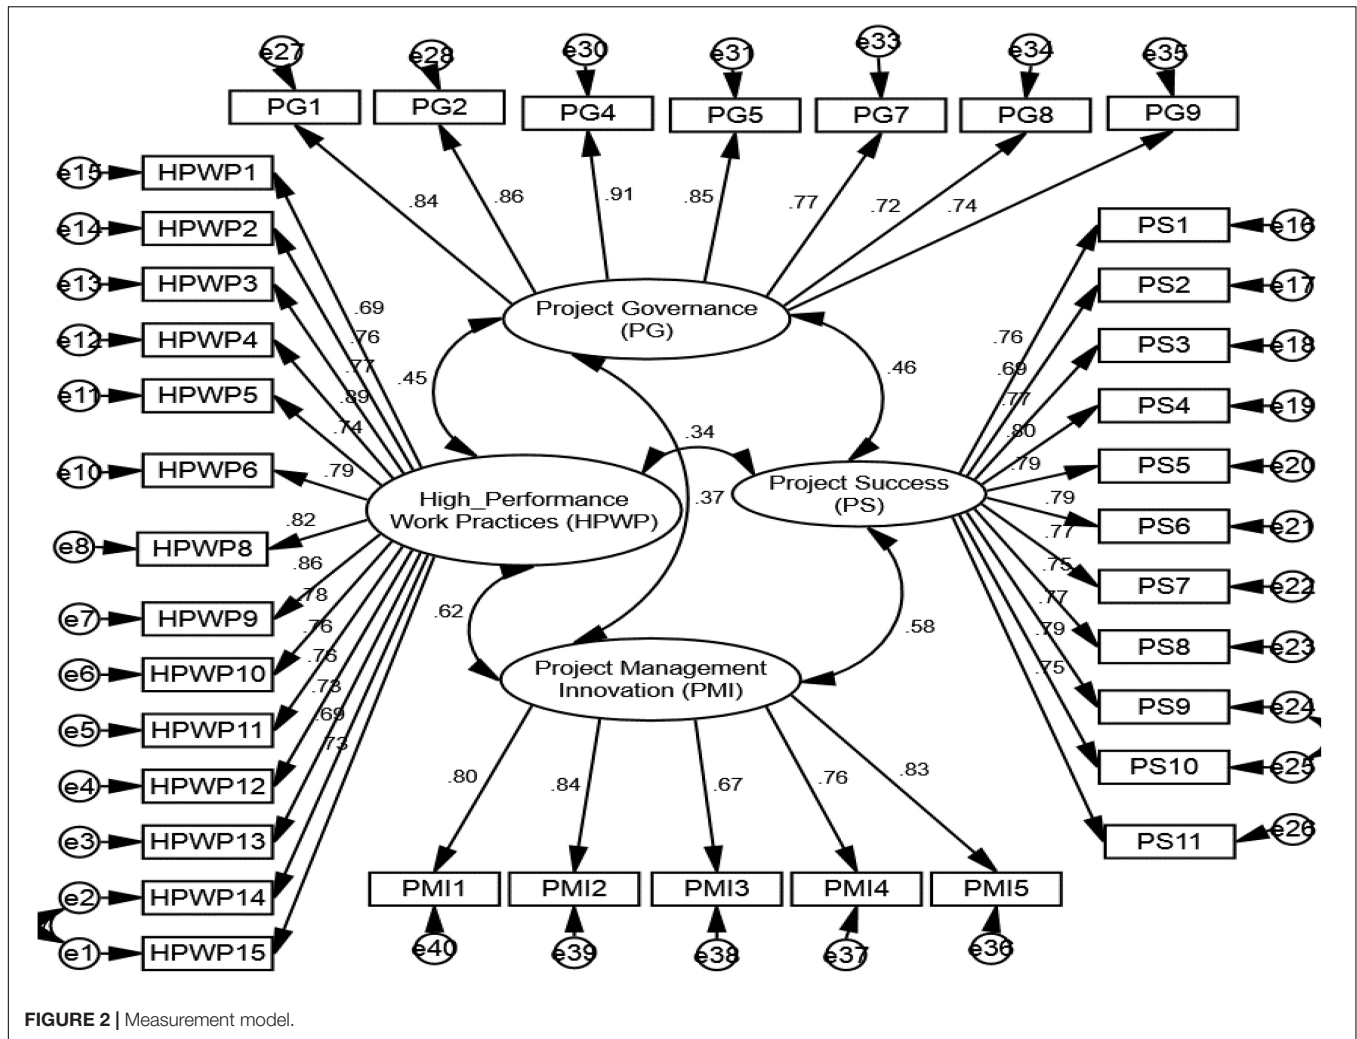 e27
e28
e30
e31
e33
e34
e35
PG1
PG2
PG4
PG5
PG7
PG8
PG9
.84
.86
.91
.85
.77
.72
.74
e15
HPWP1
e14
HPWP2
e13
HPWP3
e12
HPWP4
e11
HPWP5
e10
HPWP6
e8
HPWP8
e7
HPWP9
e6
HPWP10
e5
HPWP11
e4
HPWP12
e3
HPWP13
e2
HPWP14
e1
HPWP15
.69
.76
.77
.89
.74
.79
.82
.86
.78
.76
.76
.73
.69
.73
Project Governance
(PG)
.45
.46
.34
.37
High_Performance
Work Practices (HPWP)
Project Success
(PS)
.62
.58
Project Management
Innovation (PMI)
.76
.69
.77
.80
.79
.79
.77
.75
.77
.79
.75
PS1
e16
PS2
e17
PS3
e18
PS4
e19
PS5
e20
PS6
e21
PS7
e22
PS8
e23
PS9
e24
PS10
e25
PS11
e26
.80
.84
.67
.76
.83
PMI1
PMI2
PMI3
PMI4
PMI5
e40
e39
e38
e37
e36
FIGURE 2 | Measurement model.